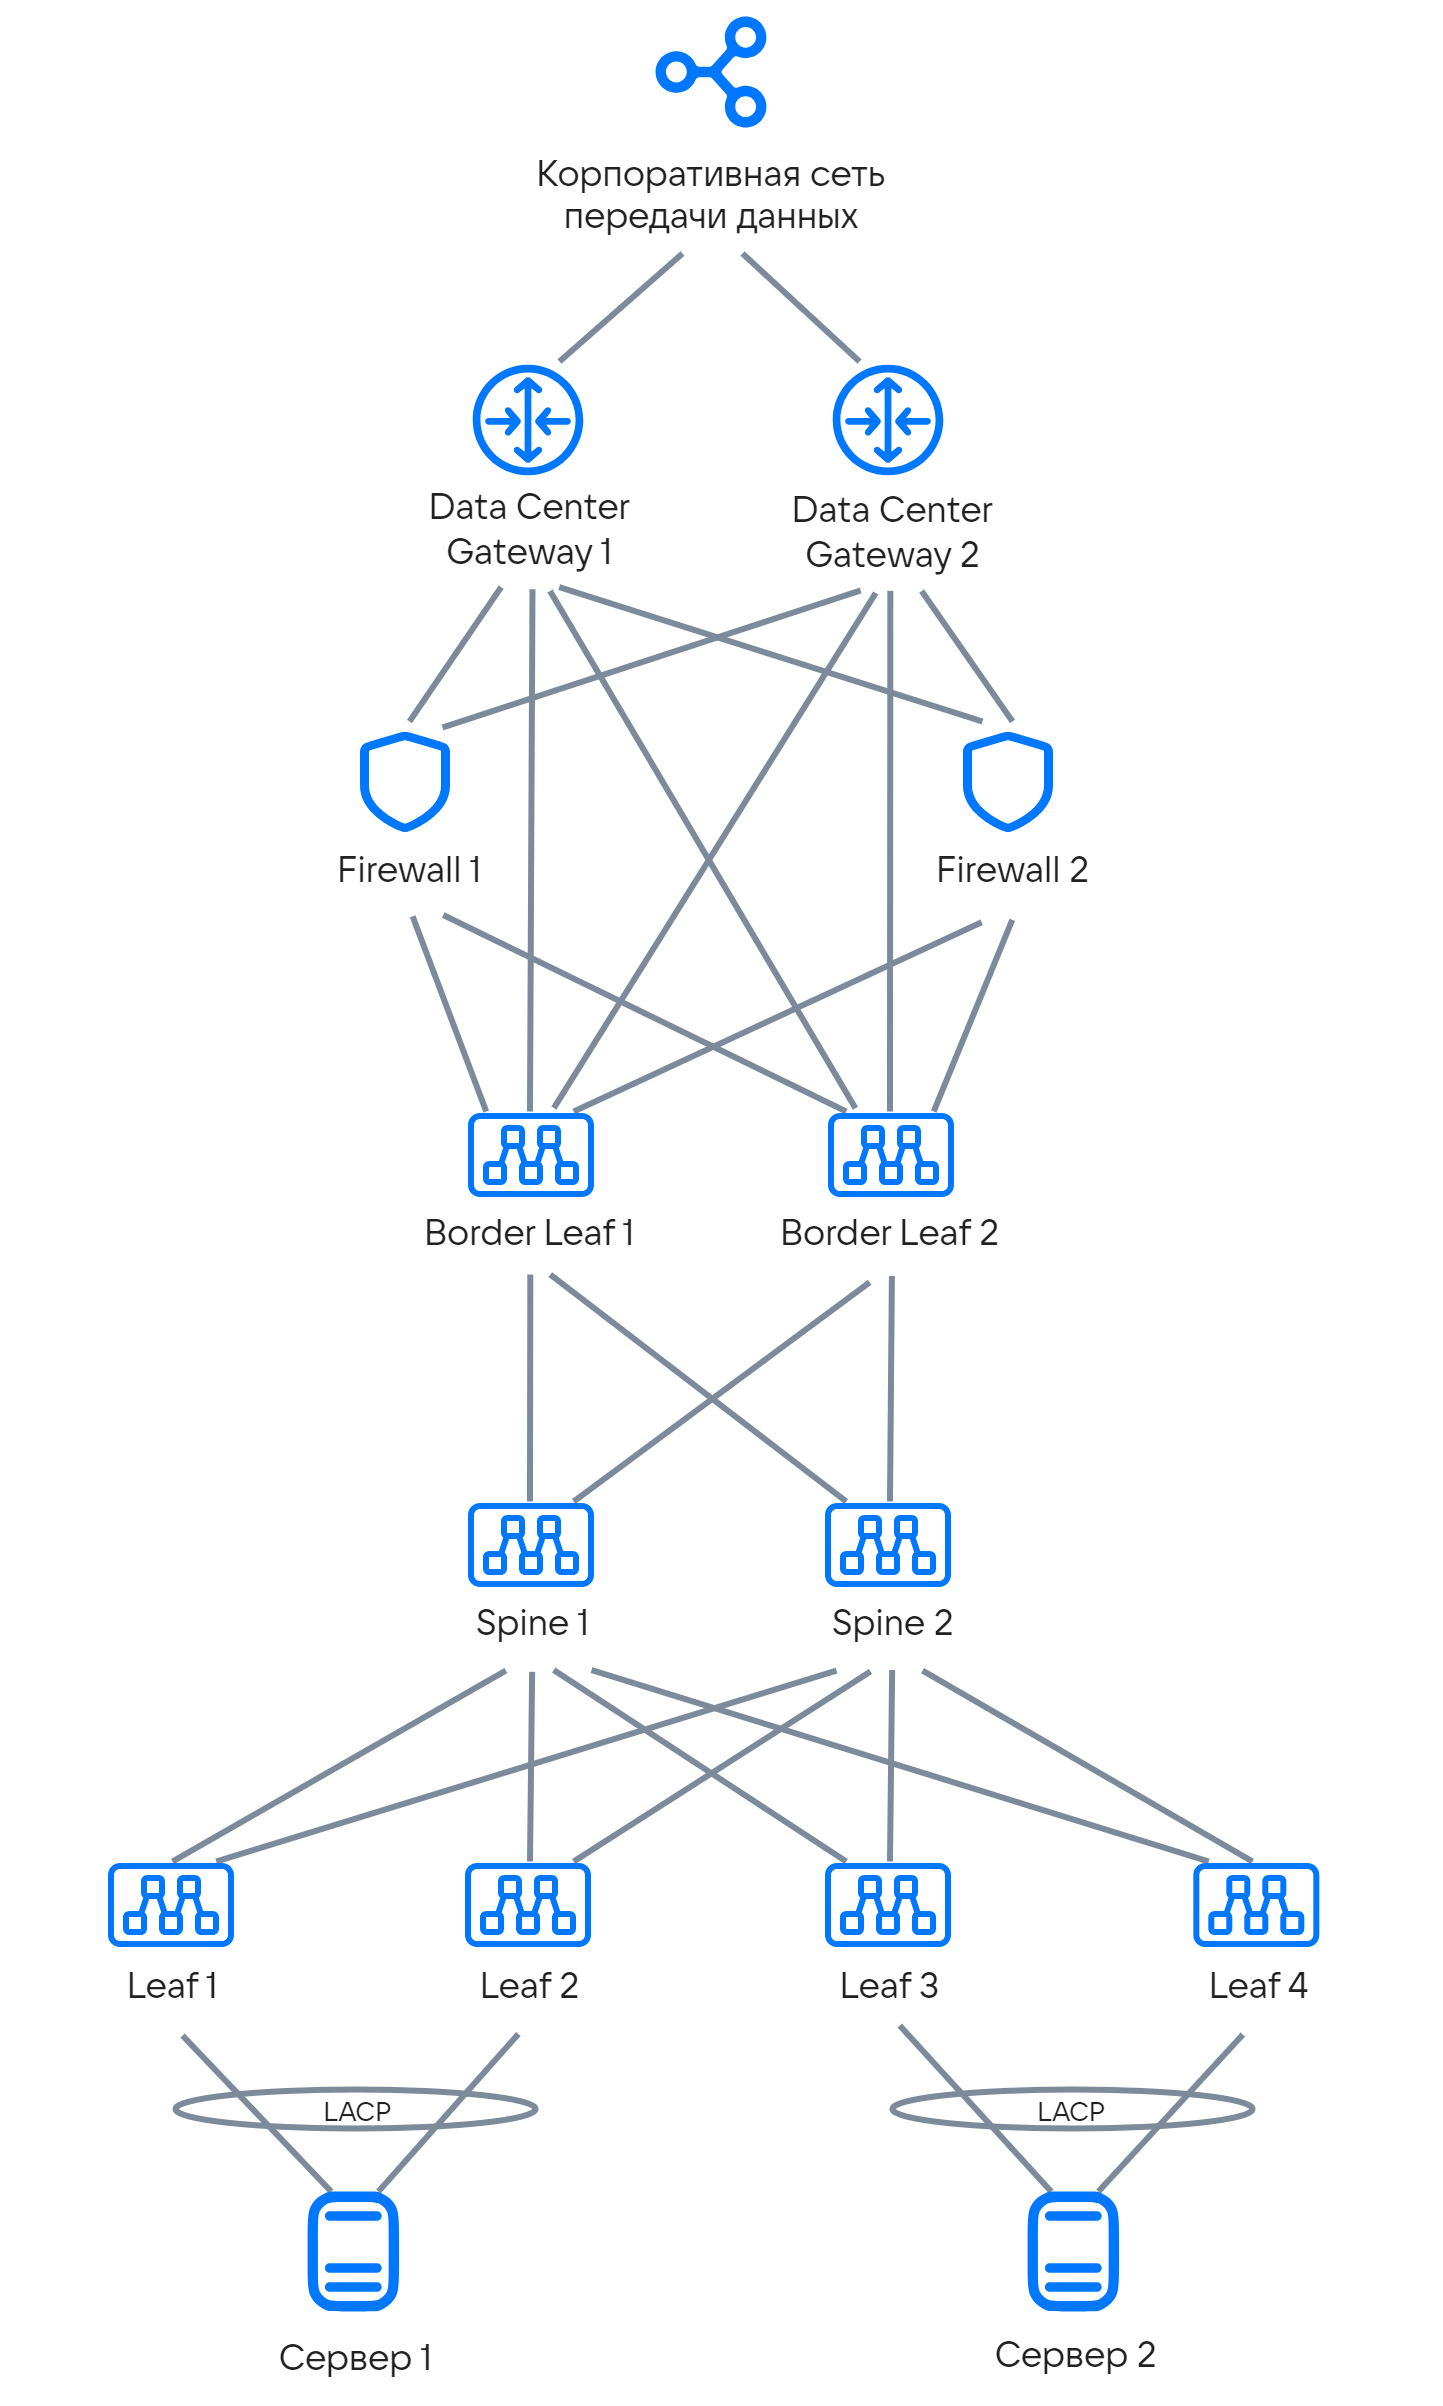 Корпоративная сеть
передачи данных
Data Center
Gateway 1
Data Center
Gateway 2
Firewall 1
Firewall 2
Border Leaf 1
Border Leaf 2
Spine 1
Spine 2
Leaf 1
Leaf 2
Leaf 3
Leaf 4
LACP
LACP
Сервер 1
Сервер 2